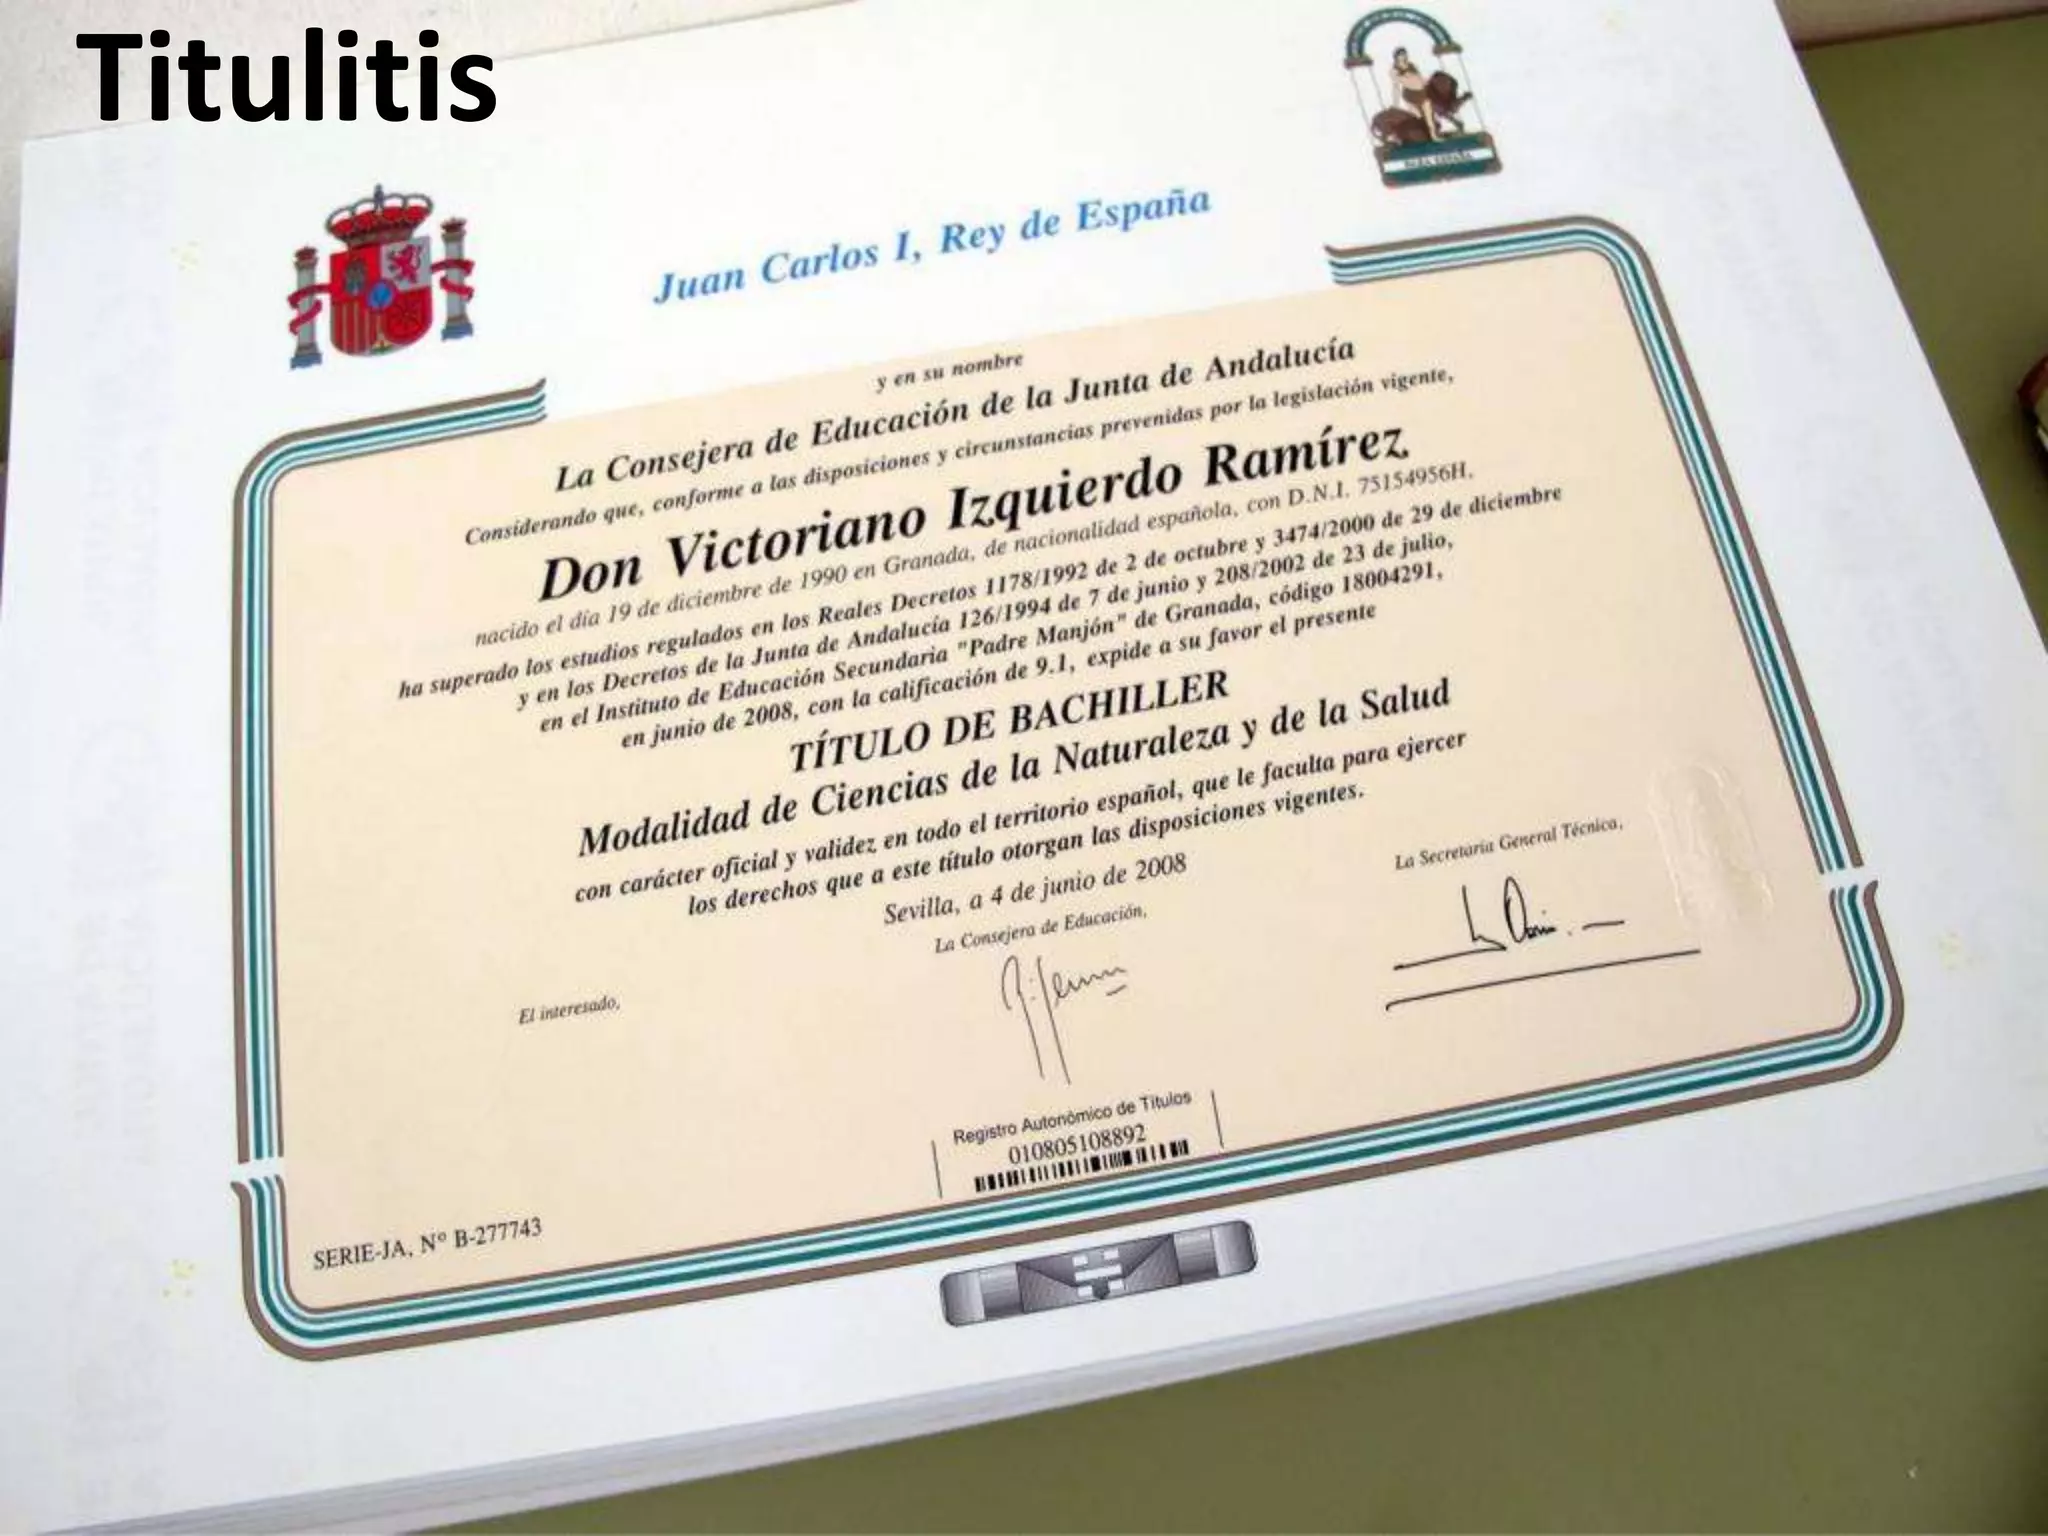 Titulitis
Juan Carlos I, Rey de España
y en su nombre
La Consejera de Educación de la Junta de Andalucía
Considerando que, conforme a las disposiciones y circunstancias prevenidas por la legislación vigente,
Don Victoriano Izquierdo Ramírez
nacido el día 19 de diciembre de 1990 en Granada, de nacionalidad española, con D.N.I. 75154956H,
ha superado los estudios regulados en los Reales Decretos 1178/1992 de 2 de octubre y 3474/2000 de 29 de diciembre
y en los Decretos de la Junta de Andalucía 126/1994 de 7 de junio y 208/2002 de 23 de julio,
en el Instituto de Educación Secundaria "Padre Manjón" de Granada, código 18004291,
en junio de 2008, con la calificación de 9.1, expide a su favor el presente
TÍTULO DE BACHILLER
Modalidad de Ciencias de la Naturaleza y de la Salud
con carácter oficial y validez en todo el territorio español, que le faculta para ejercer
los derechos que a este título otorgan las disposiciones vigentes.
Sevilla, a 4 de junio de 2008
El interesado,
La Consejera de Educación,
La Secretaria General Técnica,
Registro Autonómico de Títulos
010805108892
SERIE-JA, Nº B-277743